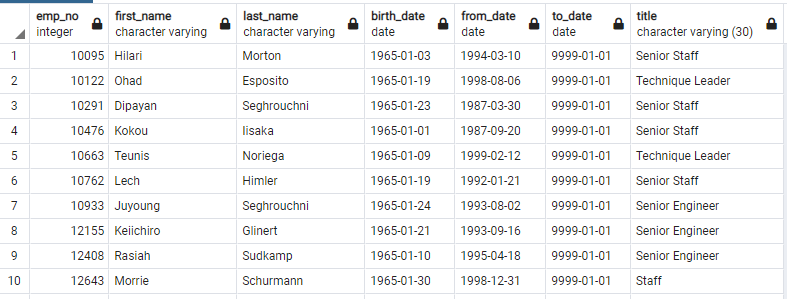 emp_no first_name last_name birth_date from_date to_date title
integer character varying character varying date date date character varying (30)
1 10095 Hilari Morton 1965-01-03 1994-03-10 9999-01-01 Senior Staff
2 10122 Ohad Esposito 1965-01-19 1998-08-06 9999-01-01 Technique Leader
3 10291 Dipayan Seghrouchni 1965-01-23 1987-03-30 9999-01-01 Senior Staff
4 10476 Kokou Iisaka 1965-01-01 1987-09-20 9999-01-01 Senior Staff
5 10663 Teunis Noriega 1965-01-09 1999-02-12 9999-01-01 Technique Leader
6 10762 Lech Himler 1965-01-19 1992-01-21 9999-01-01 Senior Staff
7 10933 Juyoung Seghrouchni 1965-01-24 1993-08-02 9999-01-01 Senior Engineer
8 12155 Keiichiro Glinert 1965-01-21 1993-09-16 9999-01-01 Senior Engineer
9 12408 Rasiah Sudkamp 1965-01-10 1995-04-18 9999-01-01 Senior Engineer
10 12643 Morrie Schurmann 1965-01-30 1998-12-31 9999-01-01 Staff